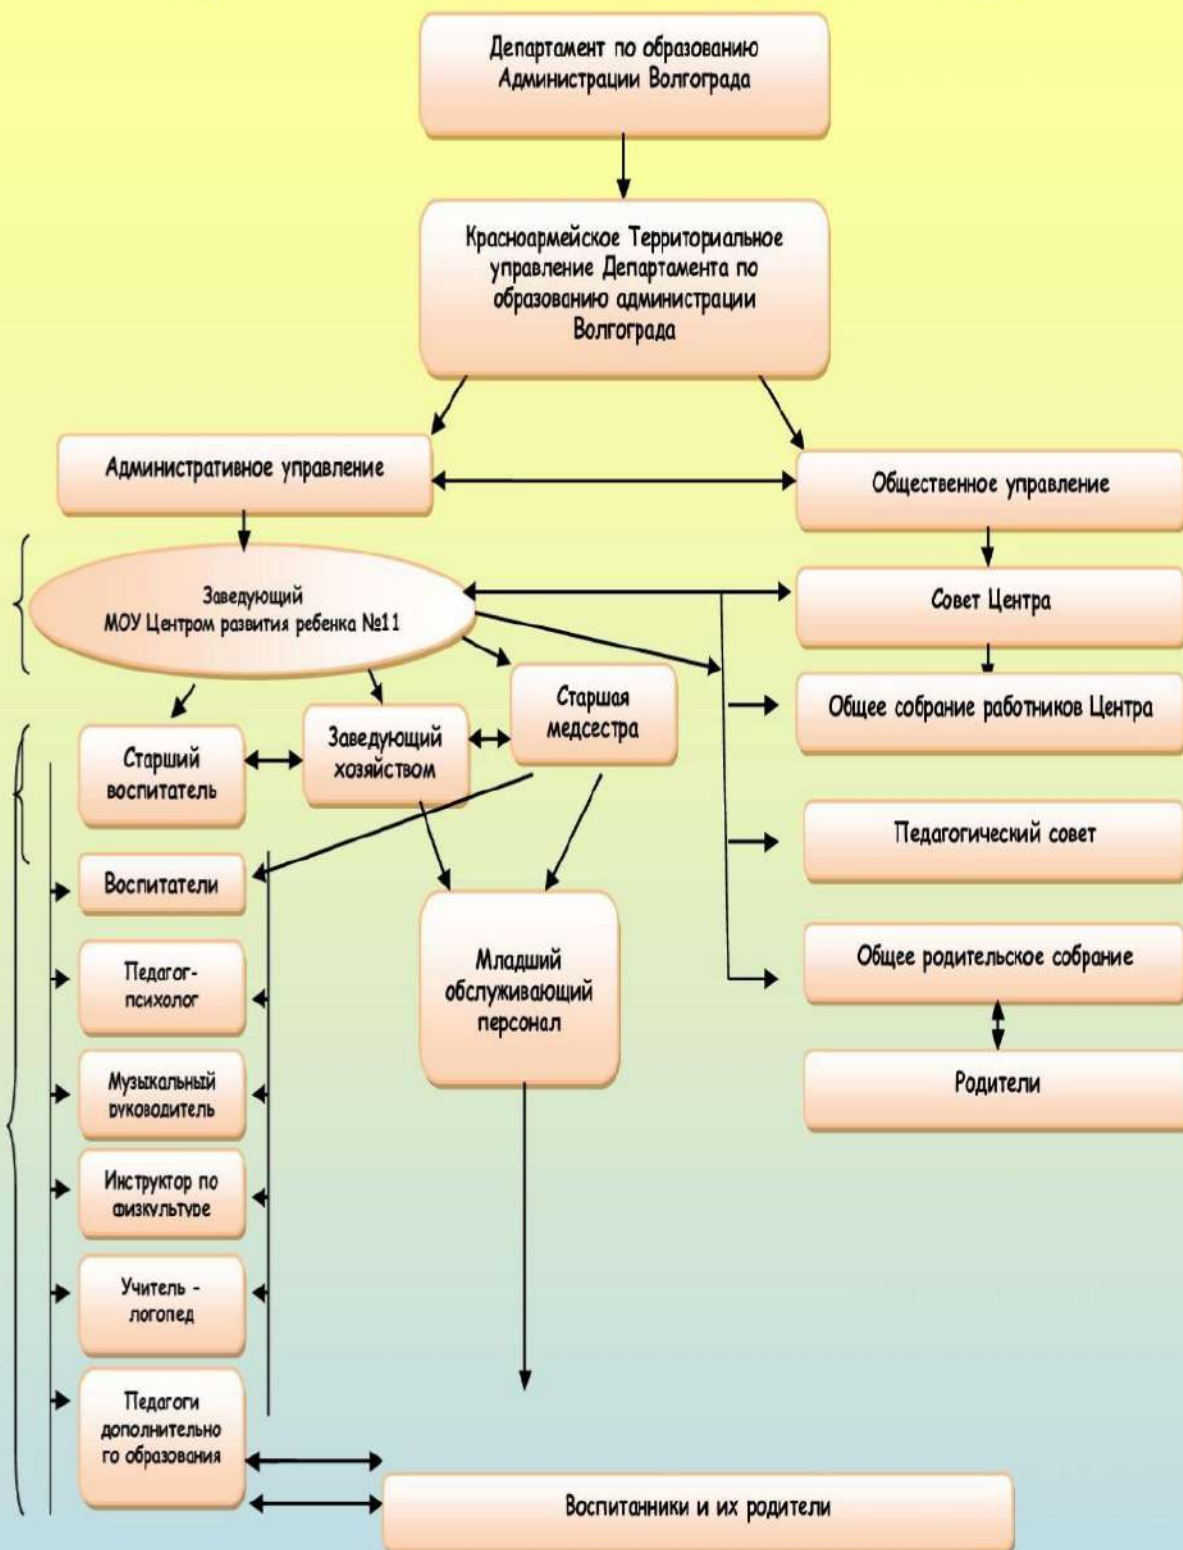 Департамент по образованию
Администрации Волгограда
Красноармейское Территориальное
управление Департамента по
образованию администрации
Волгограда
Административное управление
Общественное управление
Заведующий
МОУ Центром развития ребенка №11
Совет Центра
Старшая
медсестра
Общее собрание работников Центра
Старший
воспитатель
Заведующий
хозяйством
Педагогический совет
Воспитатели
Младший
обслуживающий
персонал
Общее родительское собрание
Педагог-
психолог
Родители
Музыкальный
руководитель
Инструктор по
физкультуре
Учитель -
логопед
Педагоги
дополнительно
го образования
Воспитанники и их родители